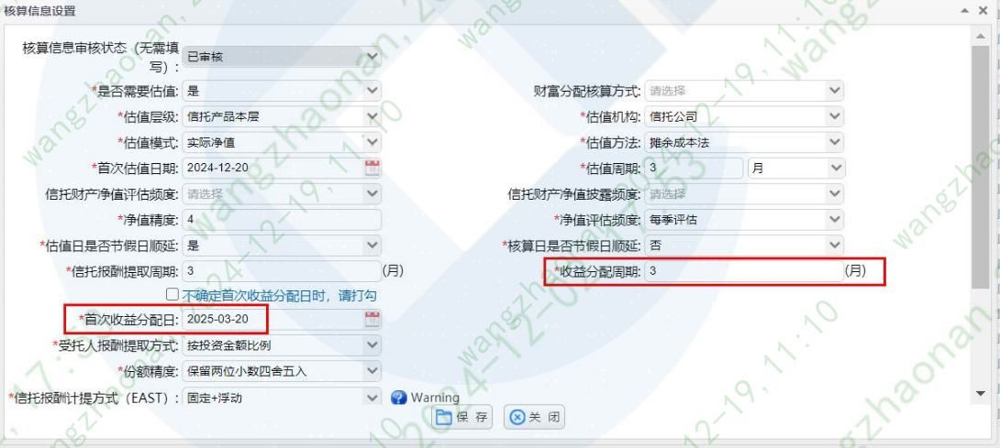 核算信息设置
核算信息审核状态（无需填写）: 已审核
*是否需要估值: 是 财富分配核算方式: 请选择
*估值层级: 信托产品本层 *估值机构: 信托公司
*估值模式: 实际净值 *估值方法: 摊余成本法
*首次估值日期: 2024-12-20 *估值周期: 3 月
信托财产净值评估频度: 请选择 信托财产净值披露频度: 请选择
*净值精度: 4 *净值评估频度: 每季评估
*估值日是否节假日顺延: 是 *核算日是否节假日顺延: 否
*信托报酬提取周期: 3 (月) *收益分配周期: 3 (月)
不确定首次收益分配日时，请打勾
*首次收益分配日: 2025-03-20
*受托人报酬提取方式: 按投资金额比例
*份额精度: 保留两位小数四舍五入
*信托报酬计提方式（EAST）: 固定+浮动 Warning
保 存 关 闭
wangzhaonan, 2024-12-19, 11:10